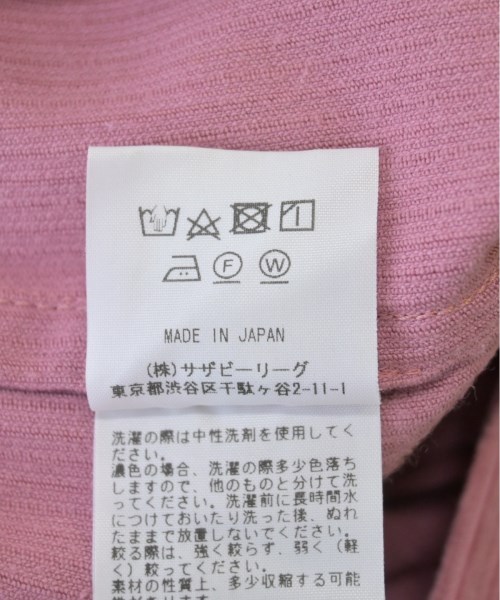 F W
MADE IN JAPAN
(株)サザビーリーグ
東京都渋谷区千駄ヶ谷2-11-1
洗濯の際は中性洗剤を使用してく
ださい。
濃色の場合、洗濯の際多少色落ち
しますので、他のものと分けて洗
ってください。洗濯前に長時間水
につけておいたり洗った後、ぬれ
たままで放置しないでください。
絞る際は、強く絞らず、弱く（軽
く）絞ってください。
素材の性質上、多少収縮する可能
性があります